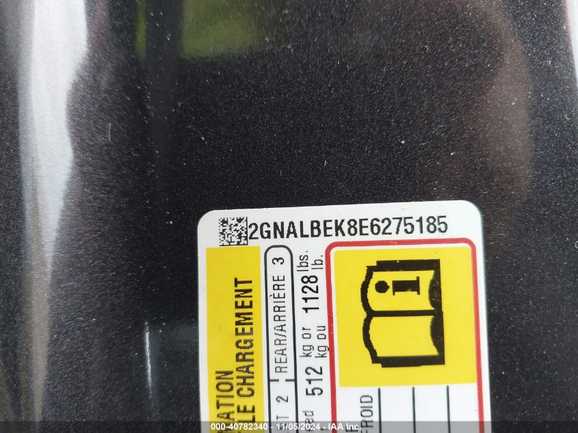 2GNALBEK8E6275185
ATION
LE CHARGEMENT
T 2 REAR/ARRIÈRE 3
ed 512 kg or 1128 lbs.
kg ou lb.
FROID
000-40782340 - 11/05/2024 - IAA Inc.